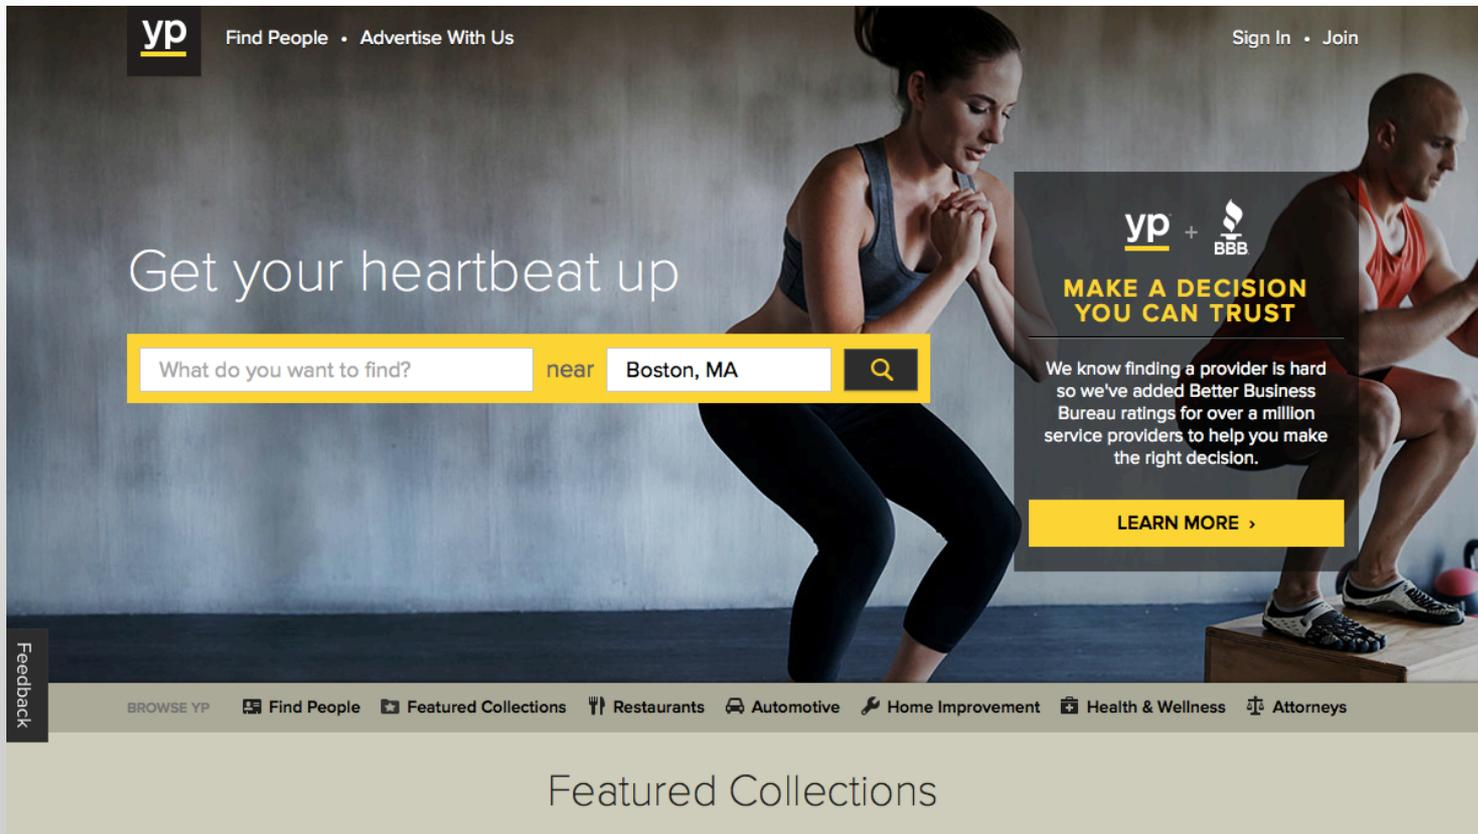 yp
Find People • Advertise With Us
Sign In • Join
Get your heartbeat up
What do you want to find?
near
Boston, MA
yp + BBB
MAKE A DECISION
YOU CAN TRUST
We know finding a provider is hard
so we've added Better Business
Bureau ratings for over a million
service providers to help you make
the right decision.
LEARN MORE ›
Feedback
BROWSE YP Find People Featured Collections Restaurants Automotive Home Improvement Health & Wellness Attorneys
Featured Collections